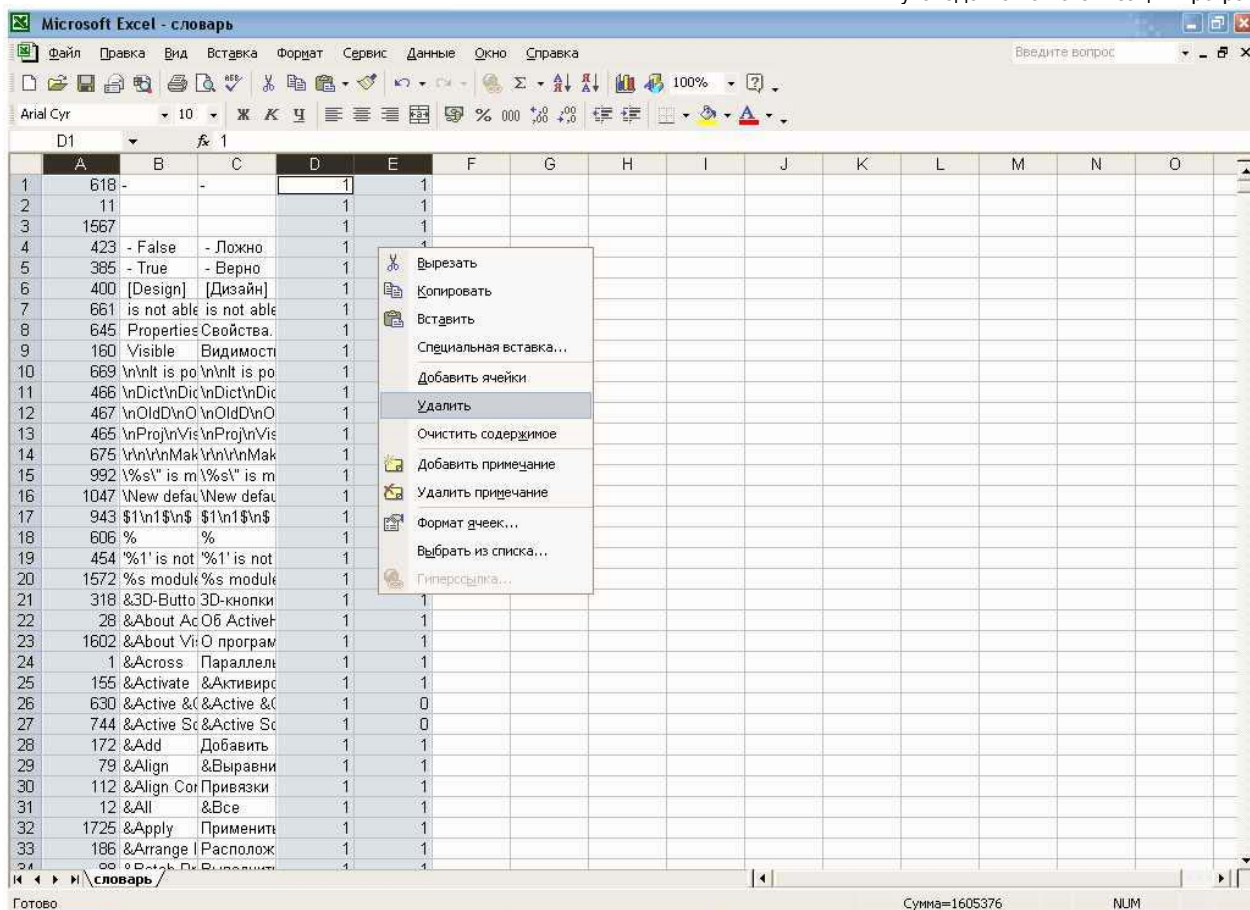 Microsoft Excel - словарь
Файл Правка Вид Вставка Формат Сервис Данные Окно Справка Введите вопрос
100%
Arial Cyr 10 Ж К Ч % 000
D1 fx 1
A B C D E F G H I J K L M N O
1 618 - - 1 1
2 11 1 1
3 1567 1 1
4 423 - False - Ложно 1 1
5 385 - True - Верно 1
6 400 [Design] [Дизайн] 1
7 661 is not able is not able 1
8 645 Properties Свойства. 1
9 160 Visible Видимост 1
10 669 \n\nIt is po \n\nIt is po 1
11 466 \nDict\nDic \nDict\nDic 1
12 467 \nOldD\nO \nOldD\nO 1
13 465 \nProj\nVis \nProj\nVis 1
14 675 \r\n\r\nMak \r\n\r\nMak 1
15 992 \%s\" is m \%s\" is m 1
16 1047 \New defau \New defau 1
17 943 $1\n1$\n$ $1\n1$\n$ 1
18 606 % % 1
19 454 '%1' is not '%1' is not 1
20 1572 %s module %s module 1
21 318 &3D-Butto 3D-кнопки 1 1
22 28 &About Ac Об ActiveH 1 1
23 1602 &About Vi О програм 1 1
24 1 &Across Параллель 1 1
25 155 &Activate &Активиро 1 1
26 630 &Active &C &Active &C 1 0
27 744 &Active Sc &Active Sc 1 0
28 172 &Add Добавить 1 1
29 79 &Align &Выравни 1 1
30 112 &Align Cor Привязки 1 1
31 12 &All &Все 1 1
32 1725 &Apply Применить 1 1
33 186 &Arrange I Располож 1 1
Вырезать
Копировать
Вставить
Специальная вставка...
Добавить ячейки
Удалить
Очистить содержимое
Добавить примечание
Удалить примечание
Формат ячеек...
Выбрать из списка...
Гиперссылка...
словарь
Готово Сумма=1605376 NUM